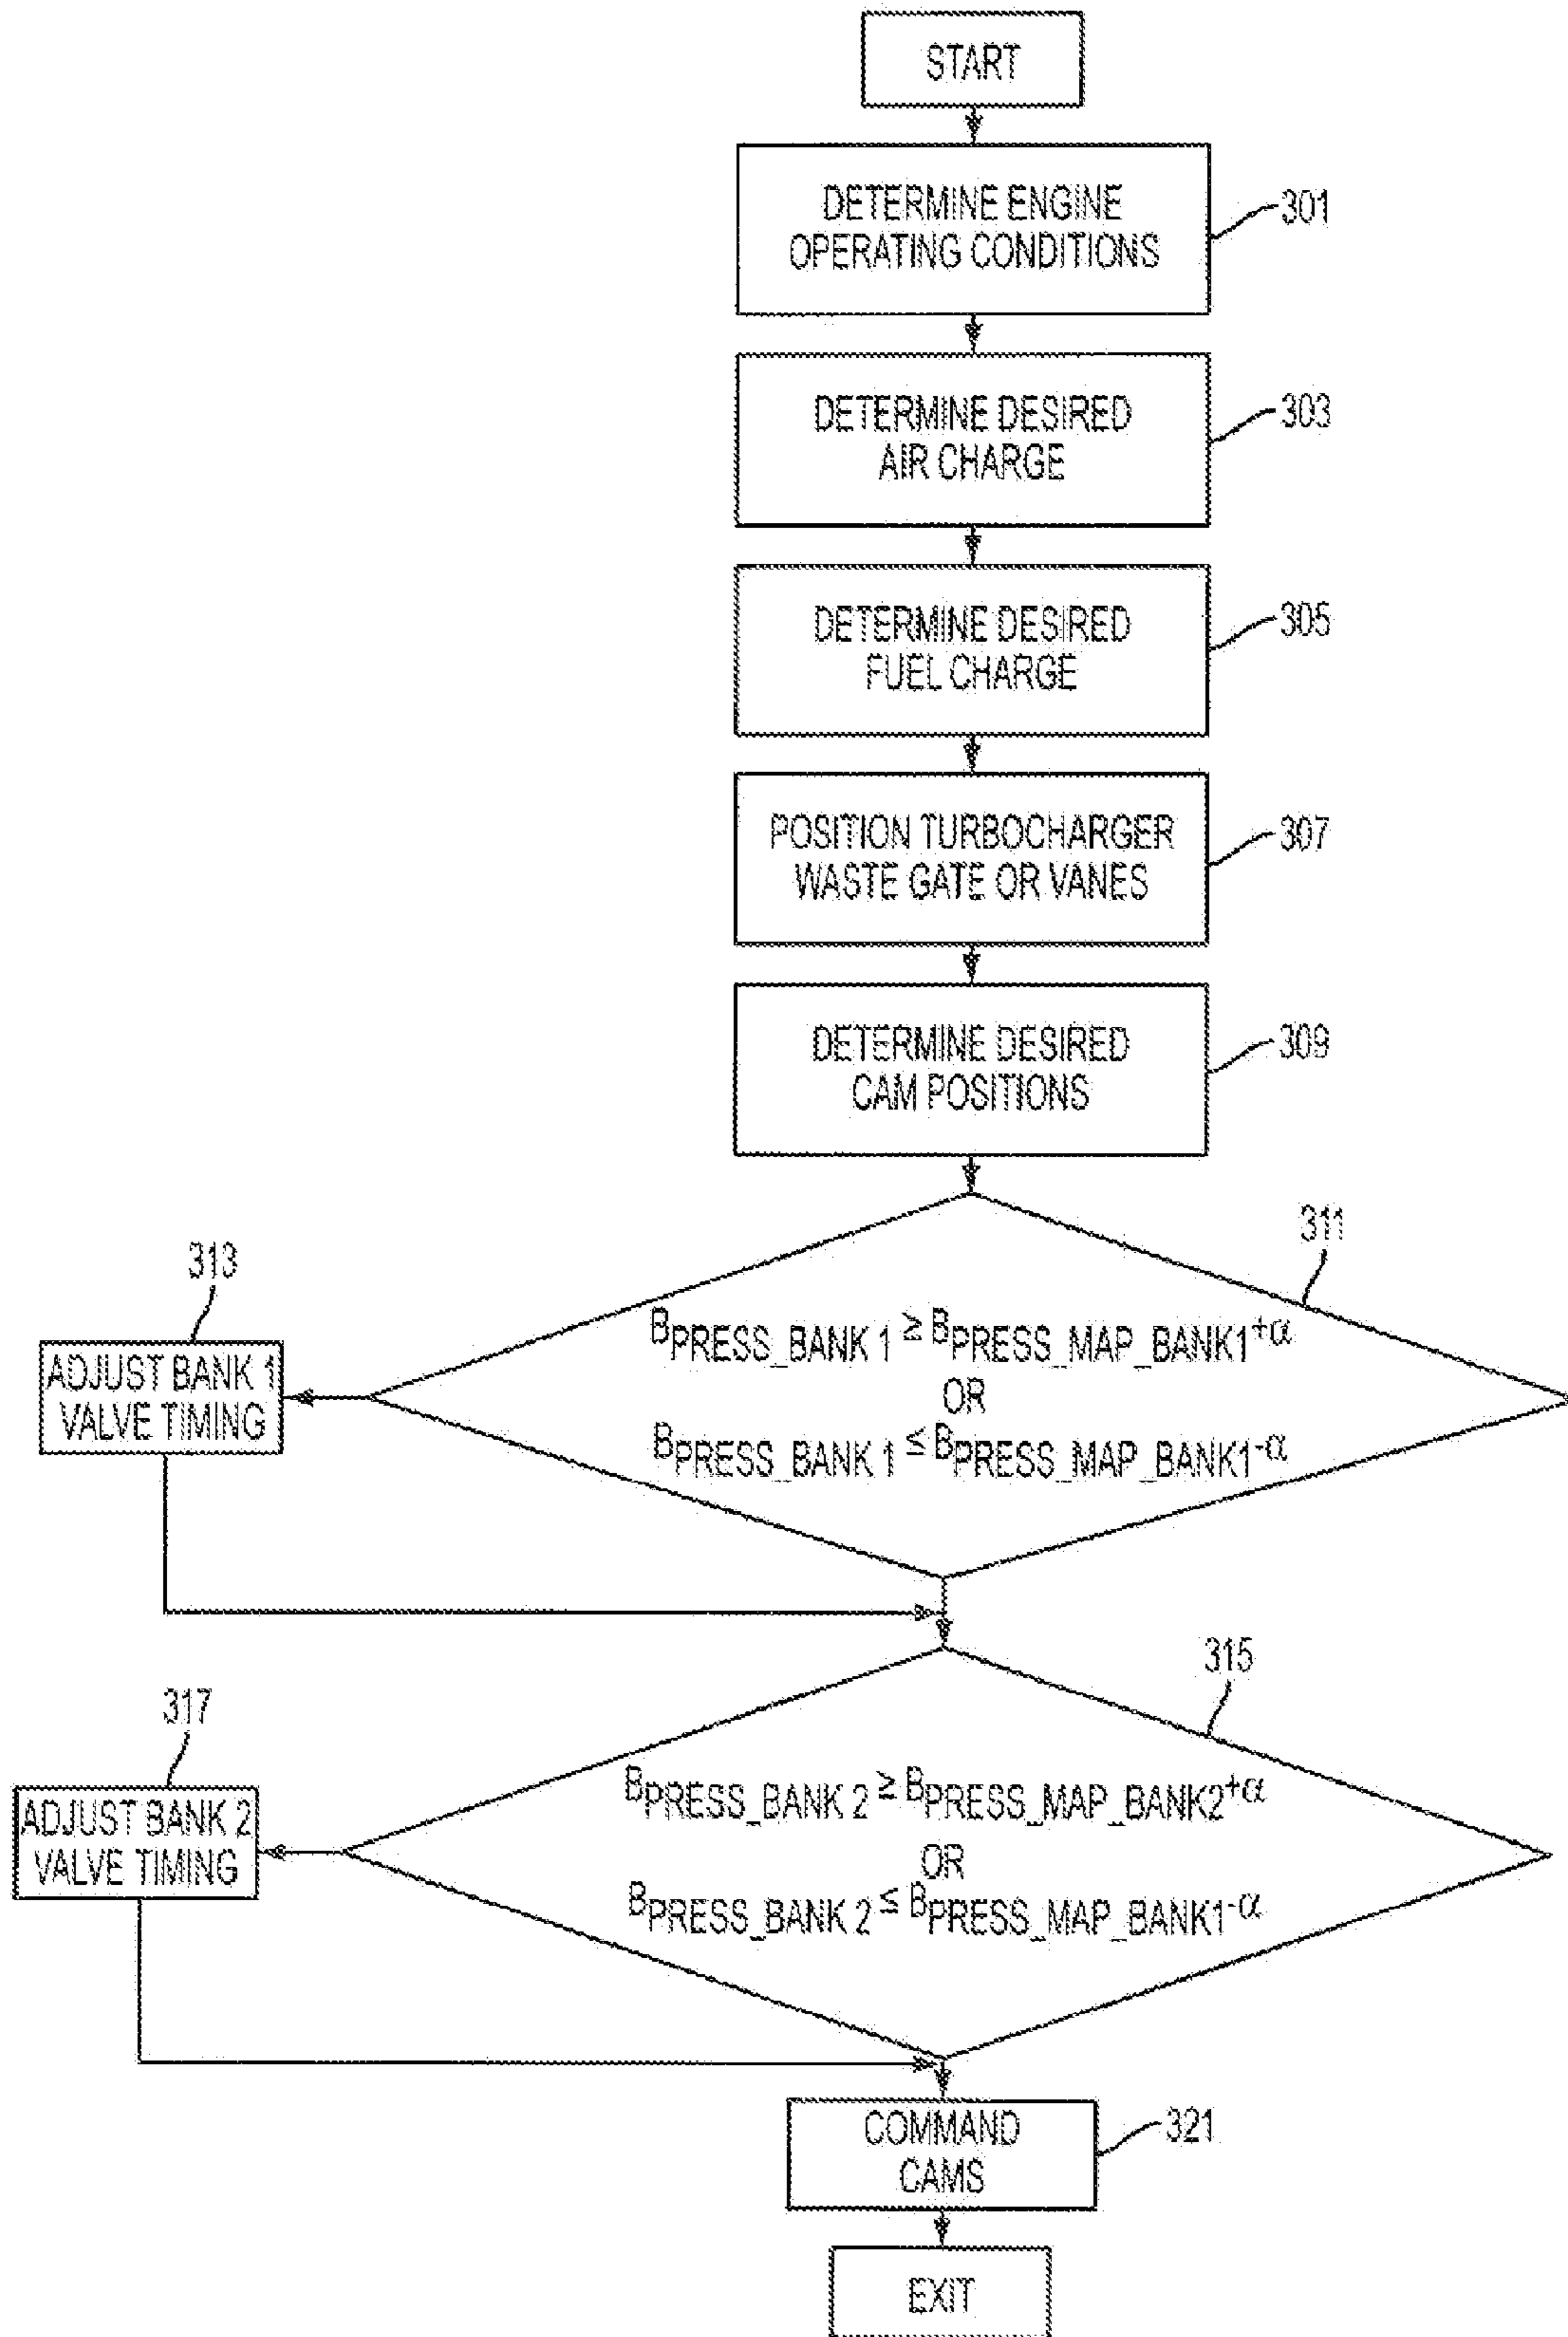 START
DETERMINE ENGINE
OPERATING CONDITIONS
301
DETERMINE DESIRED
AIR CHARGE
303
DETERMINE DESIRED
FUEL CHARGE
305
POSITION TURBOCHARGER
WASTE GATE OR VANES
307
DETERMINE DESIRED
CAM POSITIONS
309
311
BPRESS_BANK 1 ≥ BPRESS_MAP_BANK1+α
OR
BPRESS_BANK 1 ≤ BPRESS_MAP_BANK1-α
313
ADJUST BANK 1
VALVE TIMING
315
BPRESS_BANK 2 ≥ BPRESS_MAP_BANK2+α
OR
BPRESS_BANK 2 ≤ BPRESS_MAP_BANK1-α
317
ADJUST BANK 2
VALVE TIMING
COMMAND
CAMS
321
EXIT